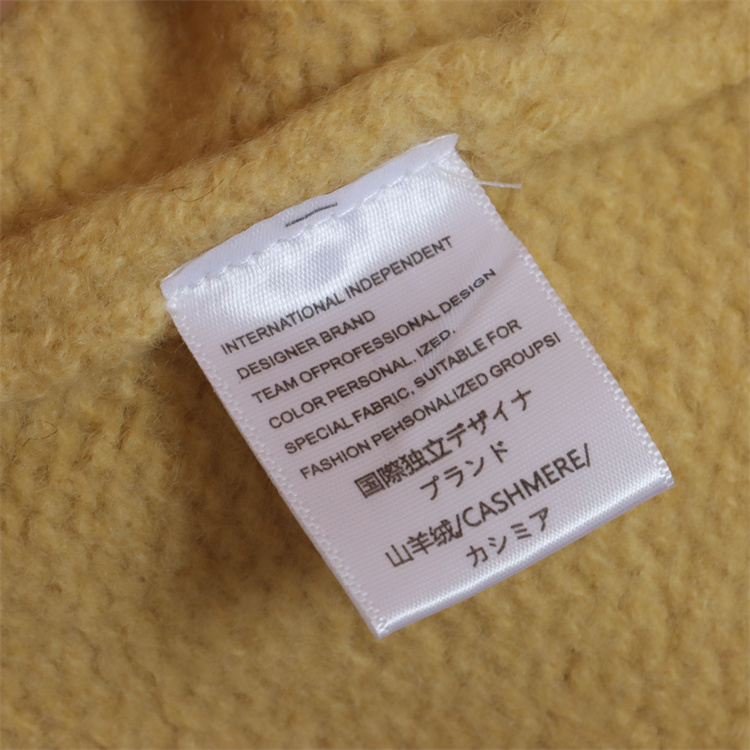 INTERNATIONAL INDEPENDENT
DESIGNER BRAND
TEAM OFPROFESSIONAL DESIGN
COLOR PERSONAL, IZED,
SPECIAL FABRIC, SUITABLE FOR
FASHION PEHSONALIZED GROUPSI
国際独立デザイナ
ブランド
山羊绒/CASHMERE/
カシミア